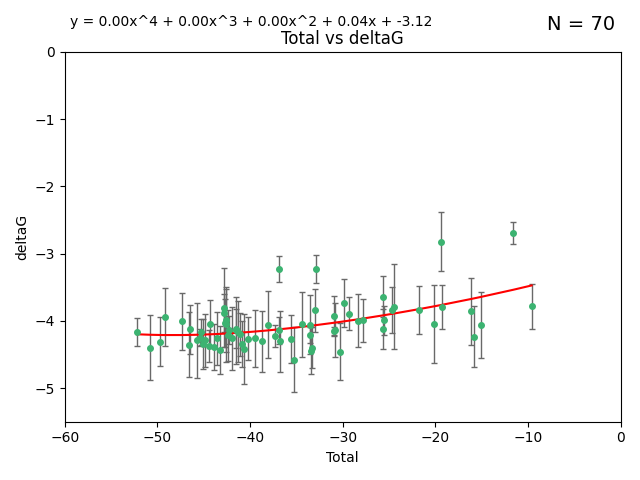 y = 0.00x^4 + 0.00x^3 + 0.00x^2 + 0.04x + -3.12
N = 70
Total vs deltaG
0
−1
−2
−3
−4
−5
deltaG
−60 −50 −40 −30 −20 −10 0
Total